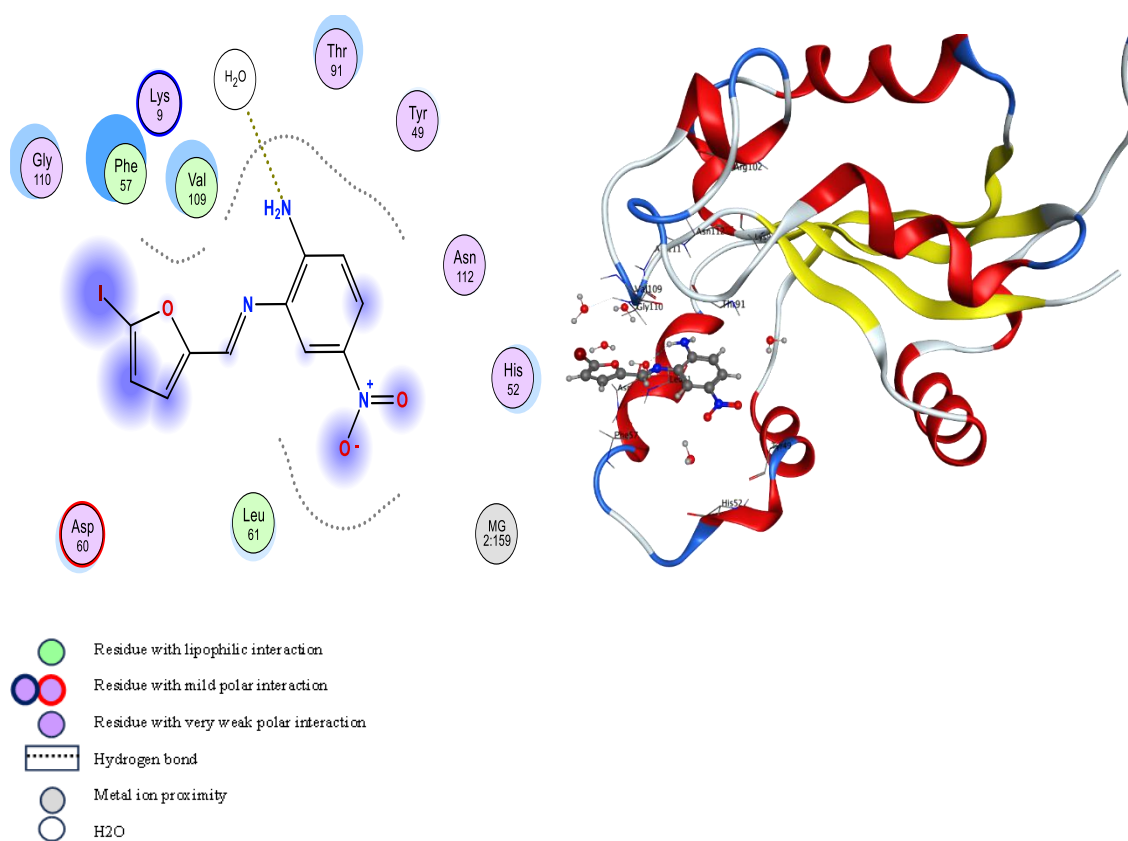 H₂O
Thr
91
Lys
9
Tyr
49
Gly
110
Phe
57
Val
109
H₂N
Asn
112
I
O
N
His
52
N
+
O
O
-
Asp
60
Leu
61
MG
2:159
Arg102
Asn112
Val109
Gly110
Thr91
Phe57
His52
Residue with lipophilic interaction
Residue with mild polar interaction
Residue with very weak polar interaction
Hydrogen bond
Metal ion proximity
H2O